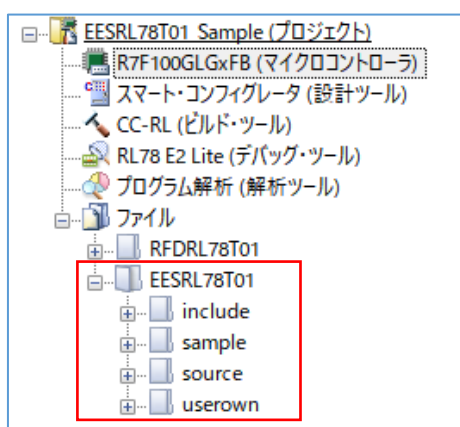 EESRL78T01_Sample (プロジェクト)
R7F100GLGxFB (マイクロコントローラ)
スマート・コンフィグレータ (設計ツール)
CC-RL (ビルド・ツール)
RL78 E2 Lite (デバッグ・ツール)
プログラム解析 (解析ツール)
ファイル
RFDRL78T01
EESRL78T01
include
sample
source
userown